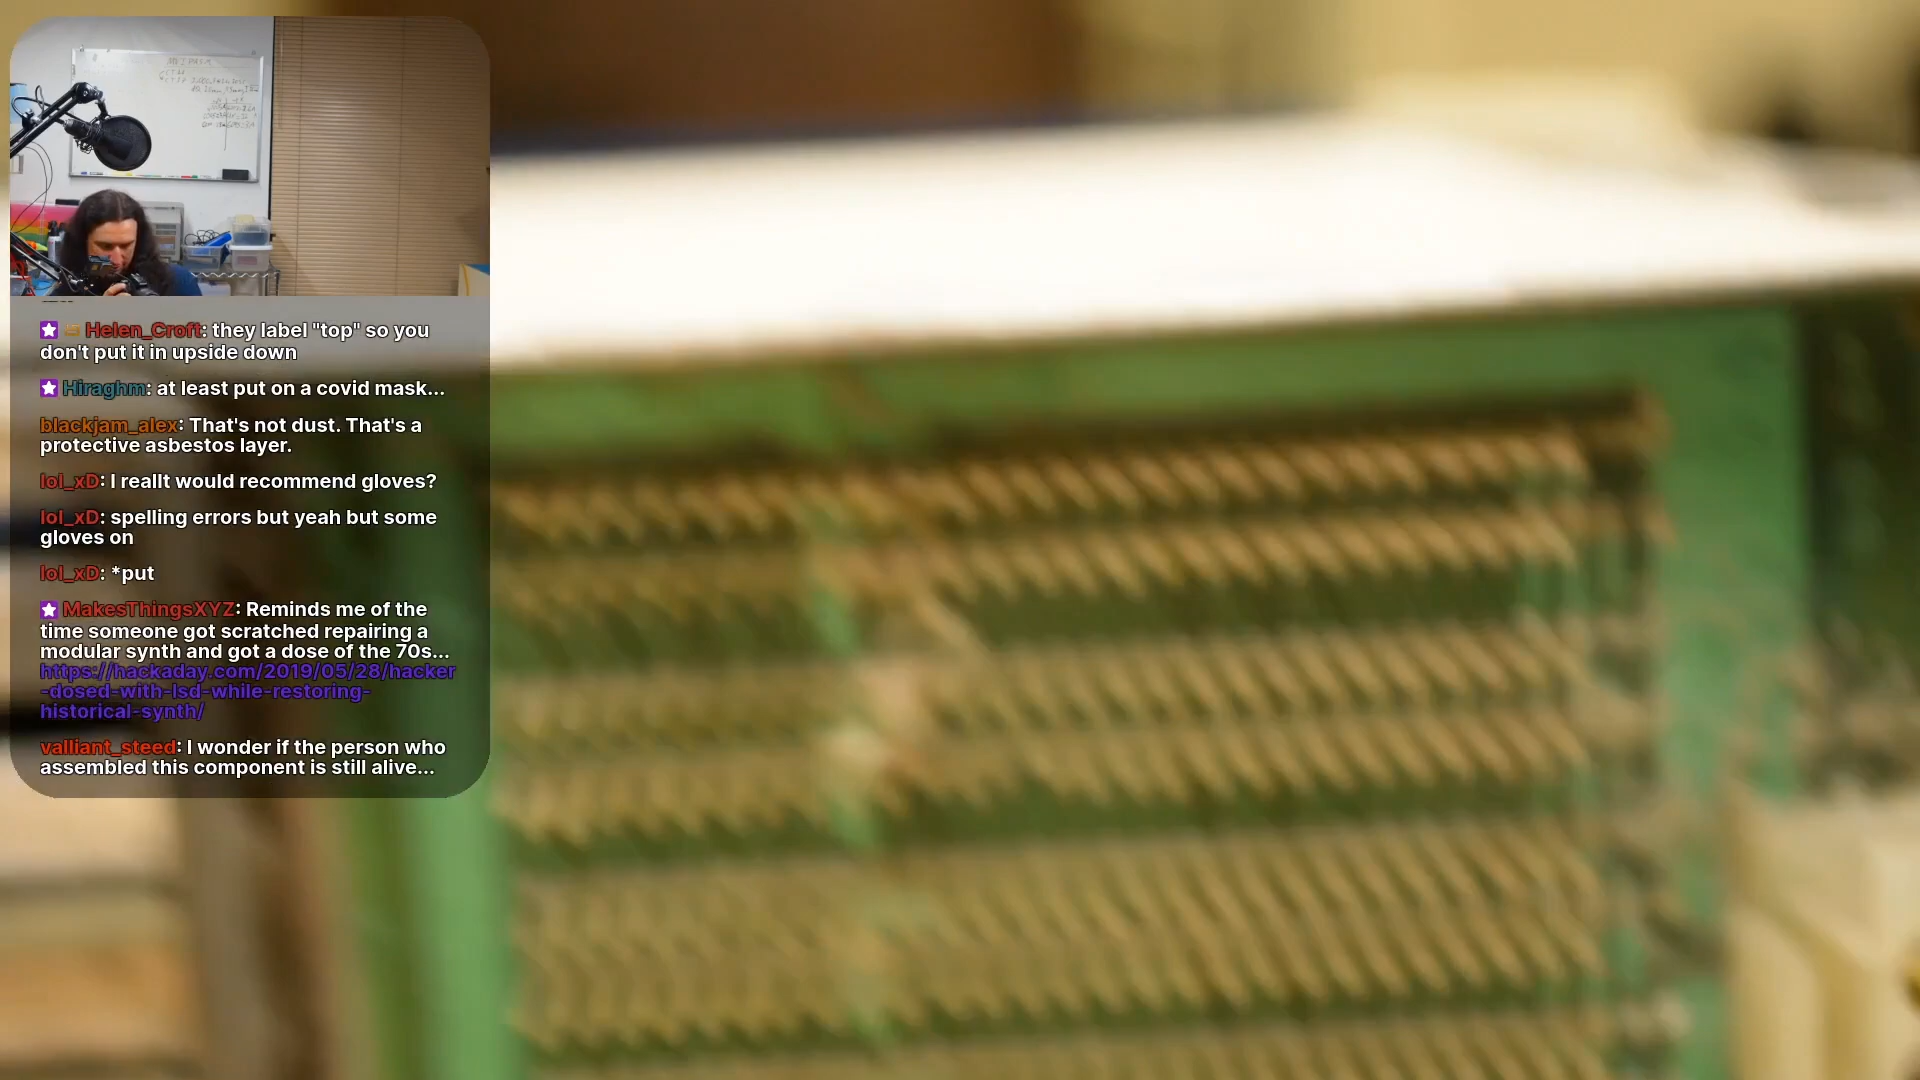 Helen_Croft: they label "top" so you
don't put it in upside down
Hiraghm: at least put on a covid mask...
blackjam_alex: That's not dust. That's a
protective asbestos layer.
lol_xD: I reallt would recommend gloves?
lol_xD: spelling errors but yeah but some
gloves on
lol_xD: *put
MakesThingsXYZ: Reminds me of the
time someone got scratched repairing a
modular synth and got a dose of the 70s...
https://hackaday.com/2019/05/28/hacker
-dosed-with-lsd-while-restoring-
historical-synth/
valliant_steed: I wonder if the person who
assembled this component is still alive...